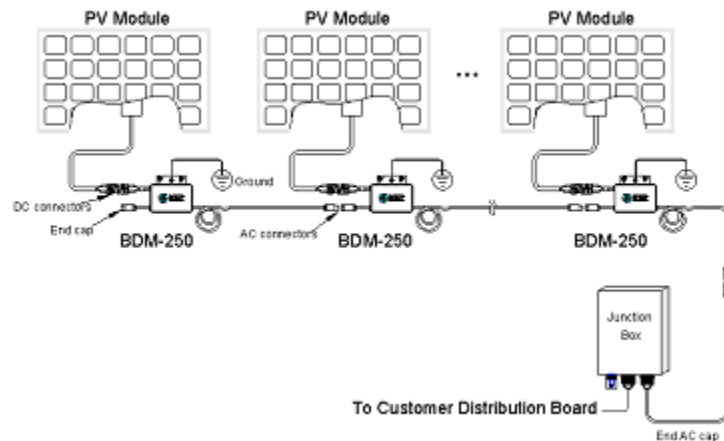 PV Module
PV Module
PV Module
...
Ground
DC connectors
End cap
AC connectors
BDM-250
BDM-250
BDM-250
Junction
Box
To Customer Distribution Board
End AC cap